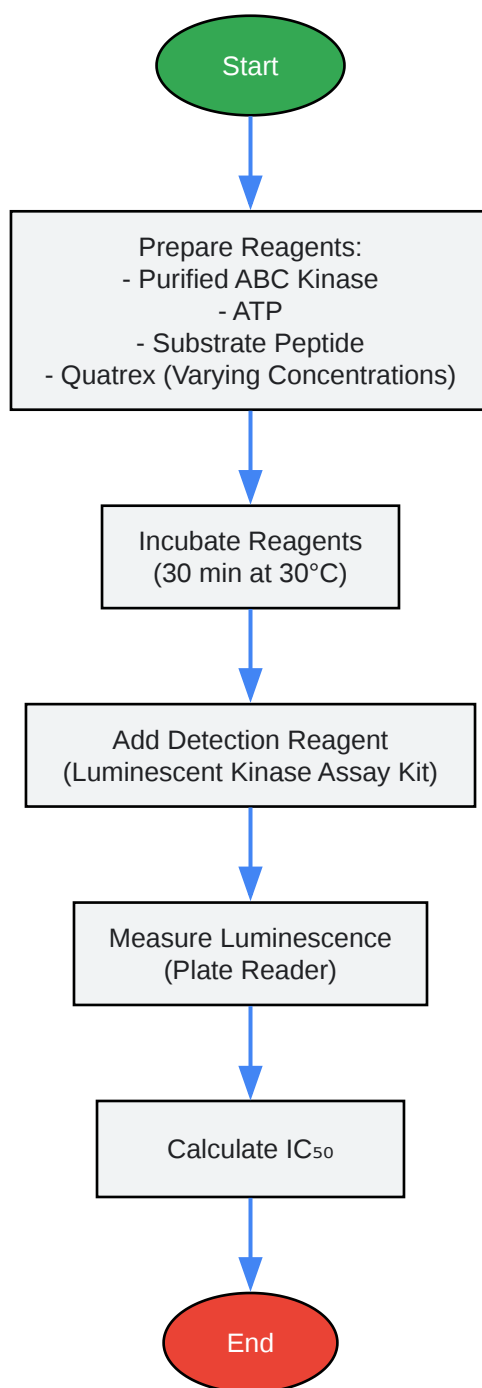 Start
Prepare Reagents:
- Purified ABC Kinase
- ATP
- Substrate Peptide
- Quatrex (Varying Concentrations)
Incubate Reagents
(30 min at 30°C)
Add Detection Reagent
(Luminescent Kinase Assay Kit)
Measure Luminescence
(Plate Reader)
Calculate IC₅₀
End